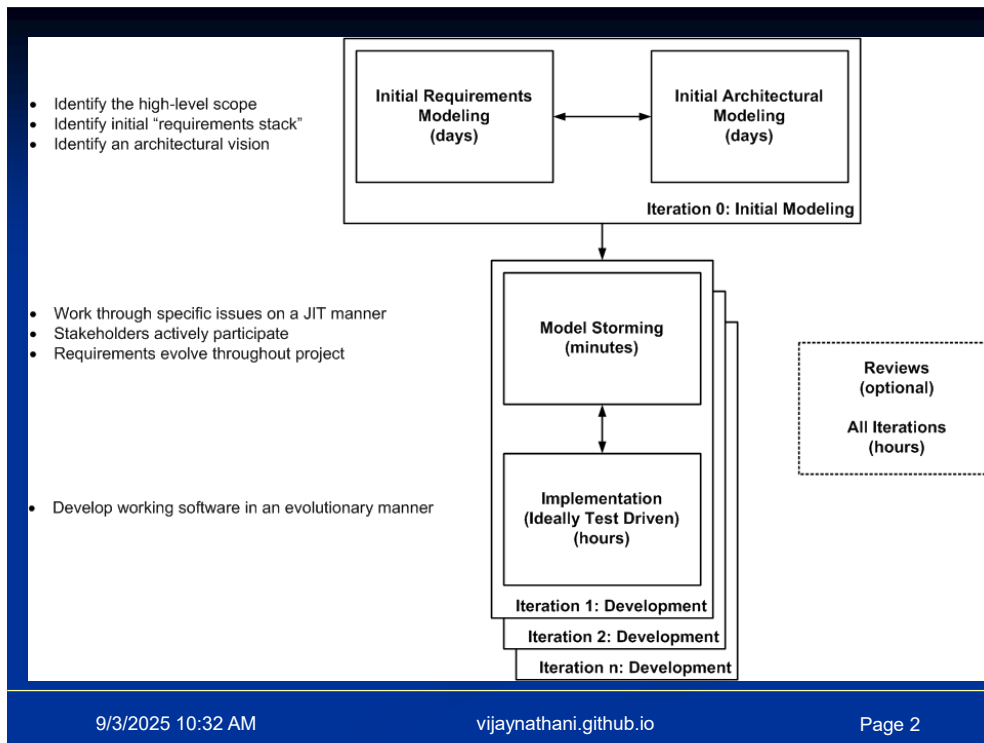 Initial Requirements
Modeling
(days)
Initial Architectural
Modeling
(days)
Iteration 0: Initial Modeling
• Identify the high-level scope
• Identify initial “requirements stack”
• Identify an architectural vision
• Work through specific issues on a JIT manner
• Stakeholders actively participate
• Requirements evolve throughout project
Model Storming
(minutes)
Reviews
(optional)
All Iterations
(hours)
• Develop working software in an evolutionary manner
Implementation
(Ideally Test Driven)
(hours)
Iteration 1: Development
Iteration 2: Development
Iteration n: Development
9/3/2025 10:32 AM
vijaynathani.github.io
Page 2